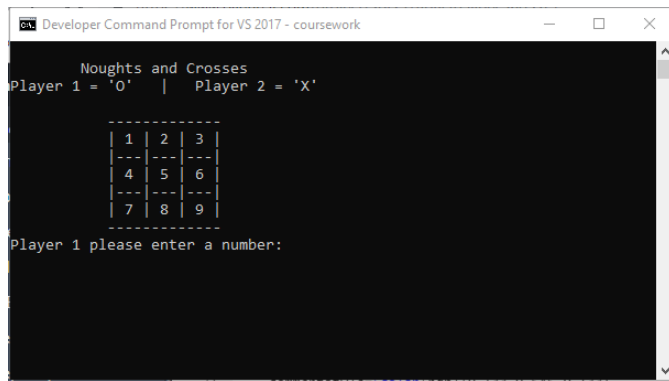 Developer Command Prompt for VS 2017 - coursework
Noughts and Crosses
Player 1 = 'O' | Player 2 = 'X'
-------------
| 1 | 2 | 3 |
|---|---|---|
| 4 | 5 | 6 |
|---|---|---|
| 7 | 8 | 9 |
-------------
Player 1 please enter a number: